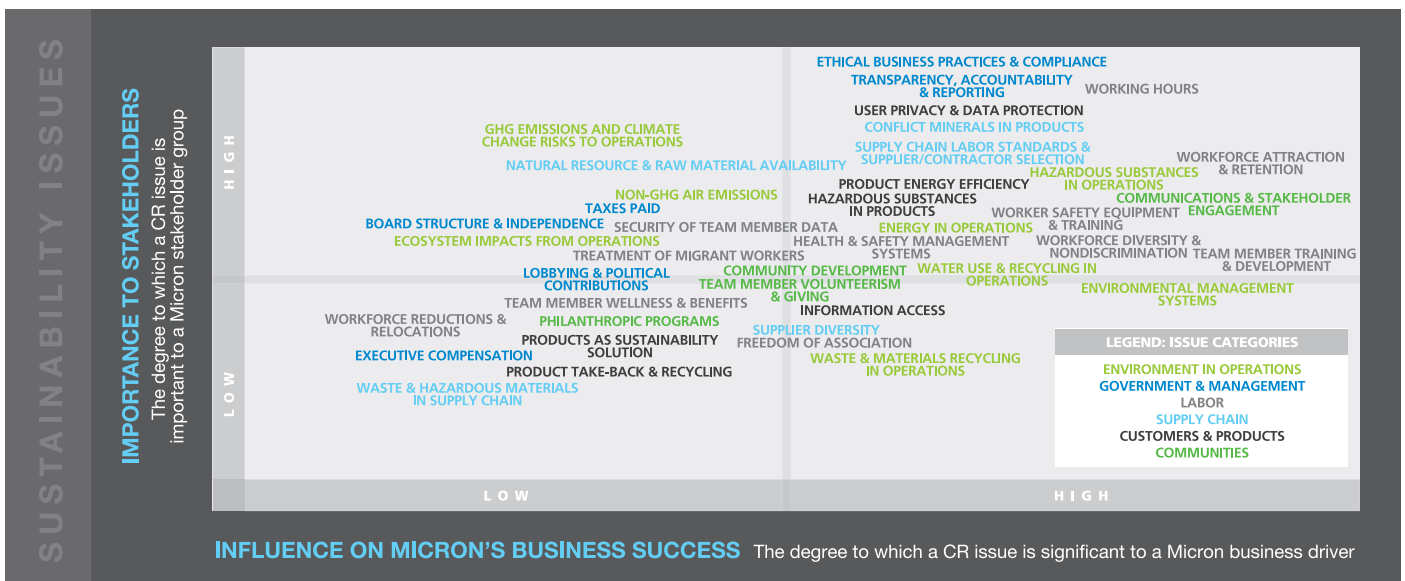 SUSTAINABILITY ISSUES
IMPORTANCE TO STAKEHOLDERS
The degree to which a CR issue is
important to a Micron stakeholder group
HIGH
LOW
ETHICAL BUSINESS PRACTICES & COMPLIANCE
TRANSPARENCY, ACCOUNTABILITY
& REPORTING
WORKING HOURS
USER PRIVACY & DATA PROTECTION
CONFLICT MINERALS IN PRODUCTS
GHG EMISSIONS AND CLIMATE
CHANGE RISKS TO OPERATIONS
SUPPLY CHAIN LABOR STANDARDS &
SUPPLIER/CONTRACTOR SELECTION
NATURAL RESOURCE & RAW MATERIAL AVAILABILITY
WORKFORCE ATTRACTION
& RETENTION
HAZARDOUS SUBSTANCES
IN OPERATIONS
PRODUCT ENERGY EFFICIENCY
NON-GHG AIR EMISSIONS
HAZARDOUS SUBSTANCES
IN PRODUCTS
COMMUNICATIONS & STAKEHOLDER
ENGAGEMENT
TAXES PAID
WORKER SAFETY EQUIPMENT
& TRAINING
BOARD STRUCTURE & INDEPENDENCE
SECURITY OF TEAM MEMBER DATA
ENERGY IN OPERATIONS
ECOSYSTEM IMPACTS FROM OPERATIONS
HEALTH & SAFETY MANAGEMENT
SYSTEMS
WORKFORCE DIVERSITY &
NONDISCRIMINATION
TEAM MEMBER TRAINING
& DEVELOPMENT
TREATMENT OF MIGRANT WORKERS
LOBBYING & POLITICAL
CONTRIBUTIONS
COMMUNITY DEVELOPMENT
WATER USE & RECYCLING IN
OPERATIONS
TEAM MEMBER VOLUNTEERISM
& GIVING
ENVIRONMENTAL MANAGEMENT
SYSTEMS
TEAM MEMBER WELLNESS & BENEFITS
INFORMATION ACCESS
WORKFORCE REDUCTIONS &
RELOCATIONS
PHILANTHROPIC PROGRAMS
SUPPLIER DIVERSITY
FREEDOM OF ASSOCIATION
PRODUCTS AS SUSTAINABILITY
SOLUTION
EXECUTIVE COMPENSATION
WASTE & MATERIALS RECYCLING
IN OPERATIONS
PRODUCT TAKE-BACK & RECYCLING
WASTE & HAZARDOUS MATERIALS
IN SUPPLY CHAIN
LEGEND: ISSUE CATEGORIES
ENVIRONMENT IN OPERATIONS
GOVERNMENT & MANAGEMENT
LABOR
SUPPLY CHAIN
CUSTOMERS & PRODUCTS
COMMUNITIES
LOW
HIGH
INFLUENCE ON MICRON'S BUSINESS SUCCESS The degree to which a CR issue is significant to a Micron business driver